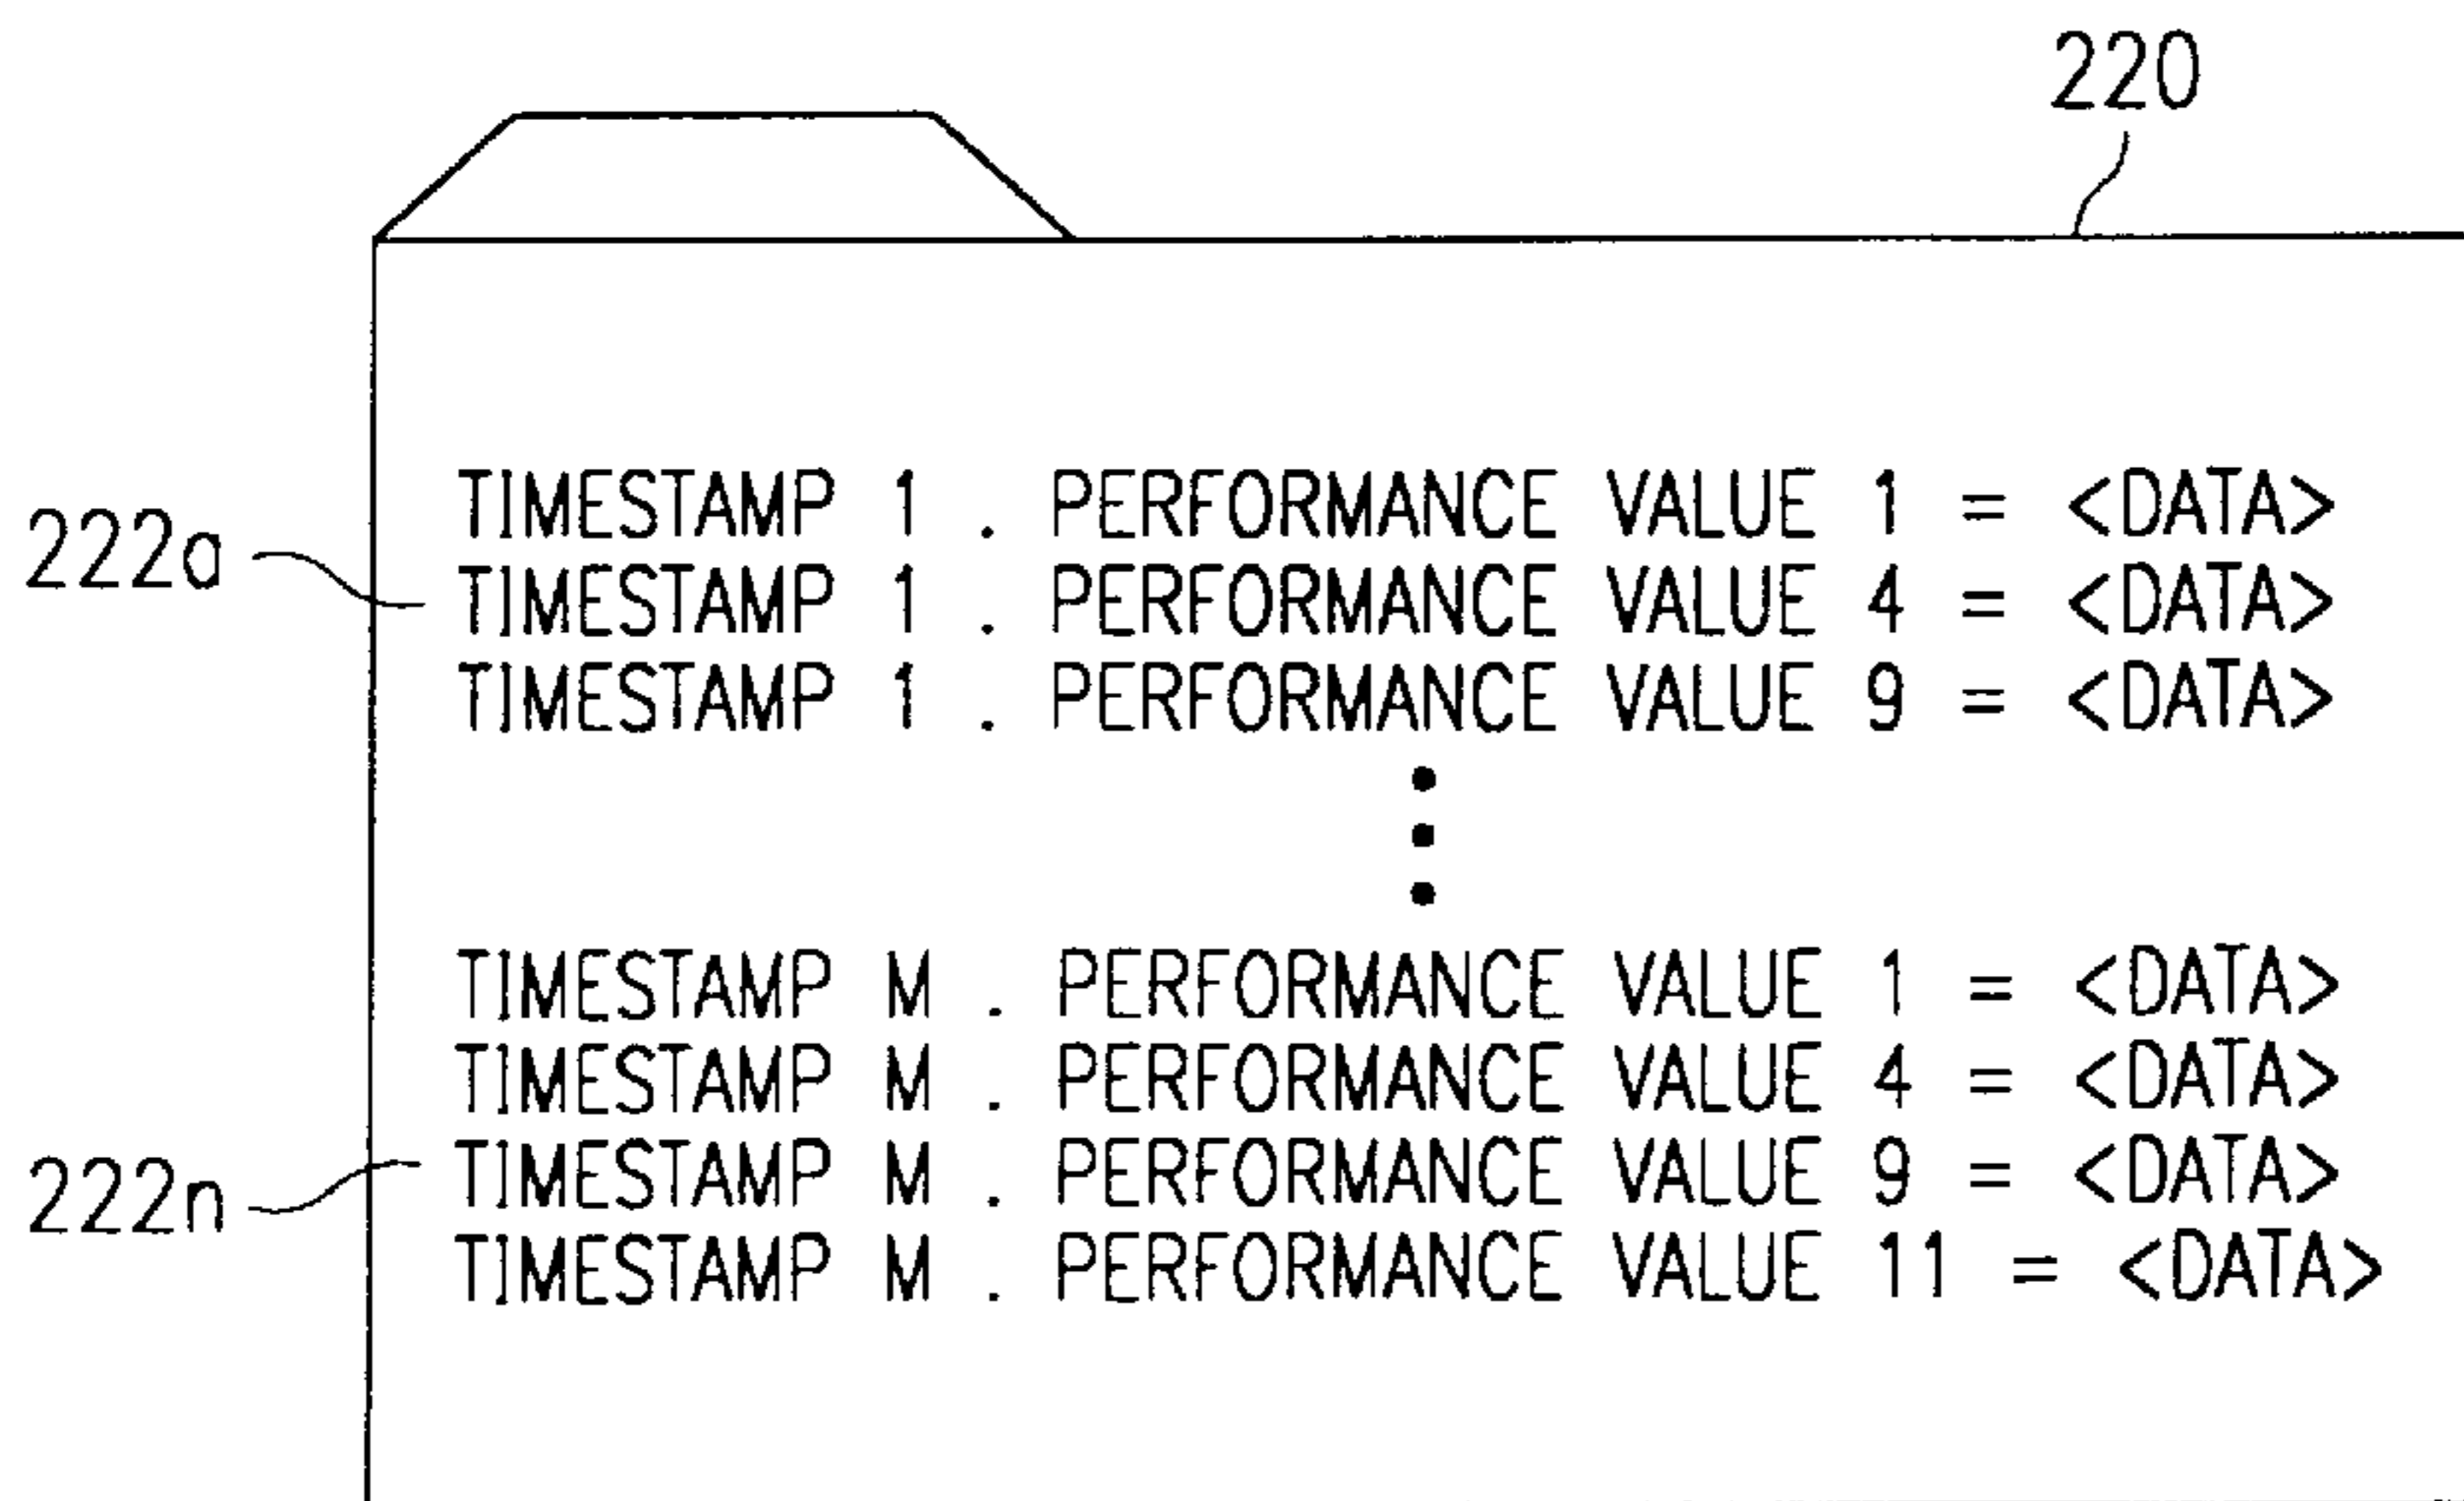 220
222a
TIMESTAMP 1 . PERFORMANCE VALUE 1 = <DATA>
TIMESTAMP 1 . PERFORMANCE VALUE 4 = <DATA>
TIMESTAMP 1 . PERFORMANCE VALUE 9 = <DATA>
TIMESTAMP M . PERFORMANCE VALUE 1 = <DATA>
TIMESTAMP M . PERFORMANCE VALUE 4 = <DATA>
222n
TIMESTAMP M . PERFORMANCE VALUE 9 = <DATA>
TIMESTAMP M . PERFORMANCE VALUE 11 = <DATA>